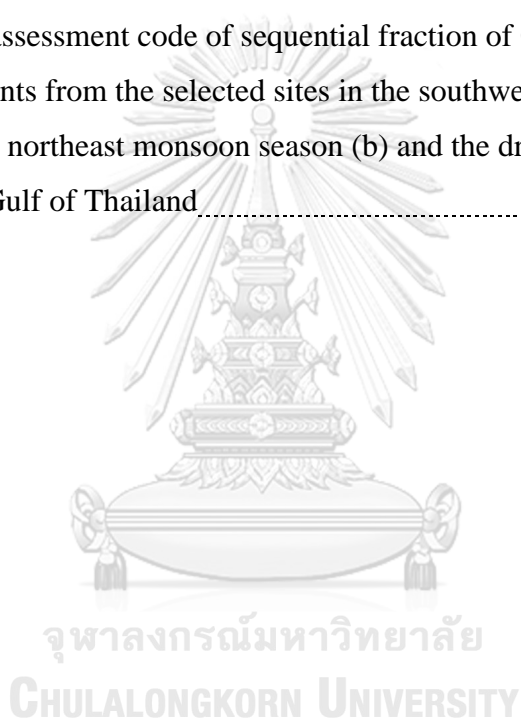 assessment code of sequential fraction of
nts from the selected sites in the southwe
northeast monsoon season (b) and the dr
Gulf of Thailand
จุฬาลงกรณ์มหาวิทยาลัย
CHULALONGKORN UNIVERSITY